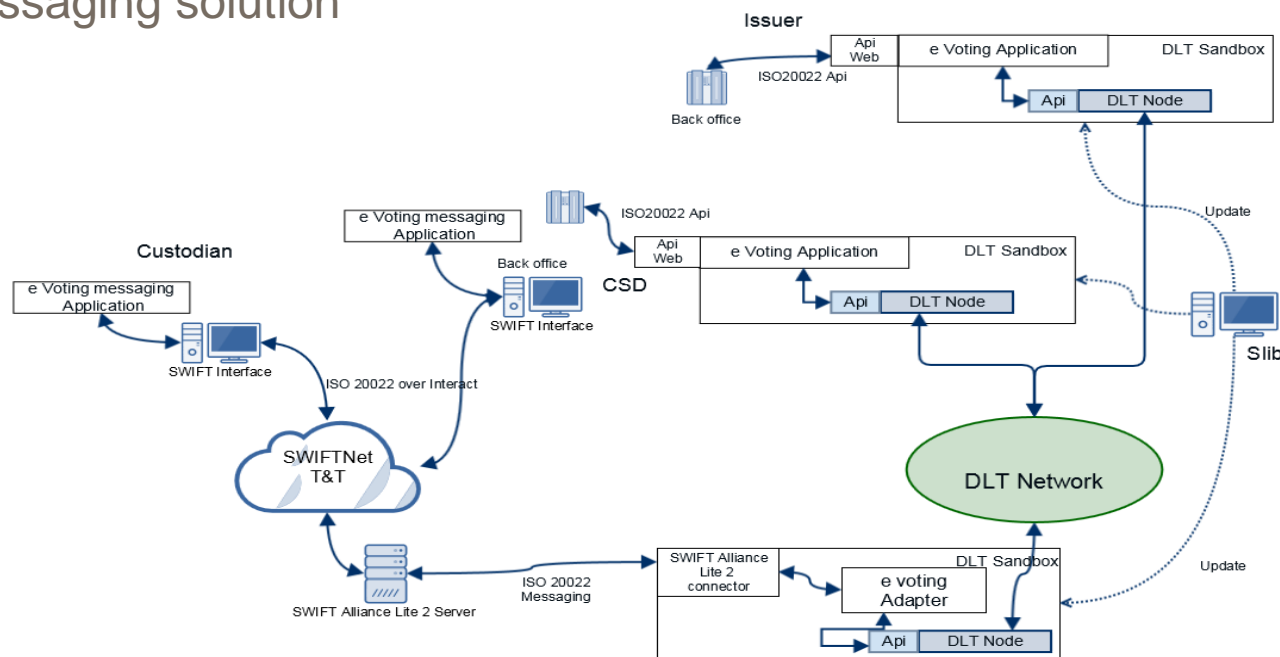 ssaging solution
Issuer
Api
Web
e Voting Application
DLT Sandbox
ISO20022 Api
Api
DLT Node
Back office
Update
e Voting messaging
Application
ISO20022 Api
Api
Web
e Voting Application
DLT Sandbox
Custodian
Back office
CSD
e Voting messaging
Application
Api
DLT Node
SWIFT Interface
Slib
SWIFT Interface
ISO 20022 over Interact
SWIFTNet
T&T
DLT Network
SWIFT Alliance
Lite 2
connector
DLT Sandbox
Update
e voting
Adapter
ISO 20022
Messaging
SWIFT Alliance Lite 2 Server
Api
DLT Node